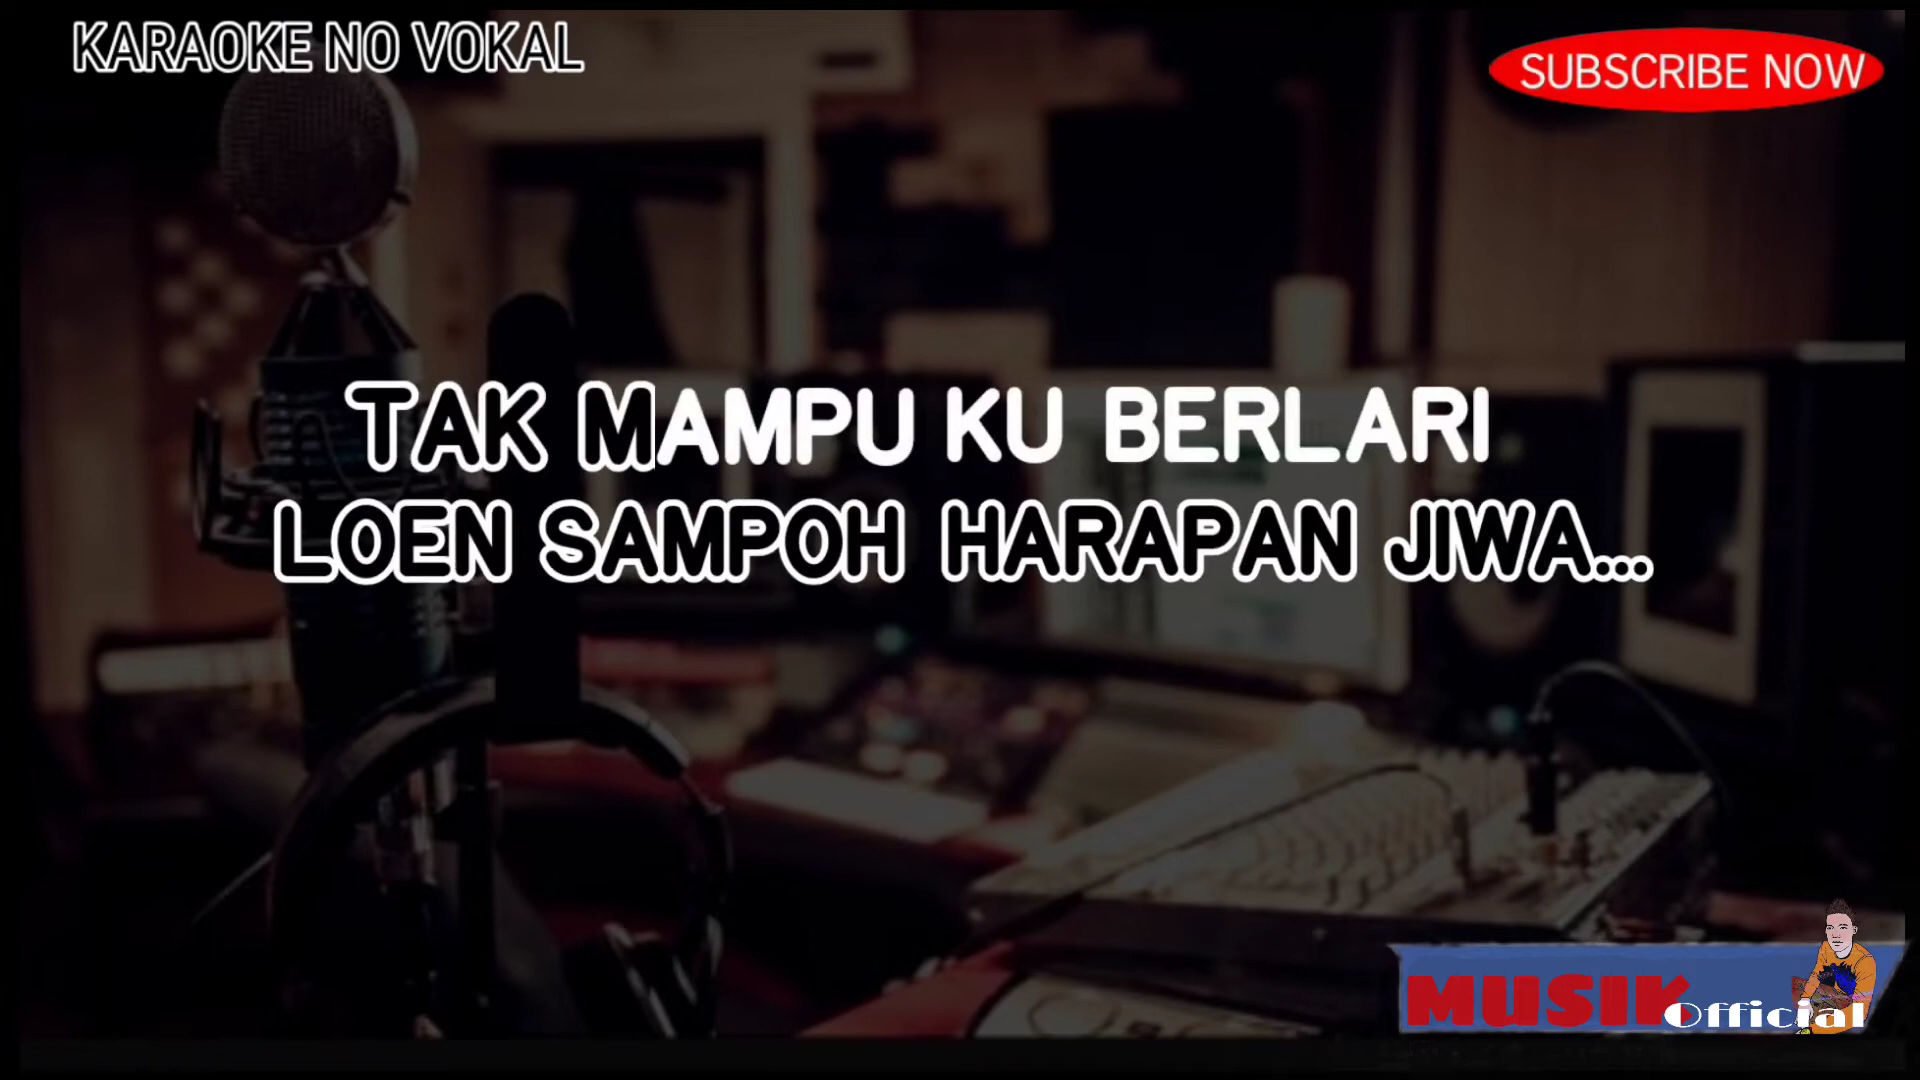 KARAOKE NO VOKAL
SUBSCRIBE NOW
TAK MAMPU KU BERLARI
LOEN SAMPOH HARAPAN JIWA...
MUSIK
Official